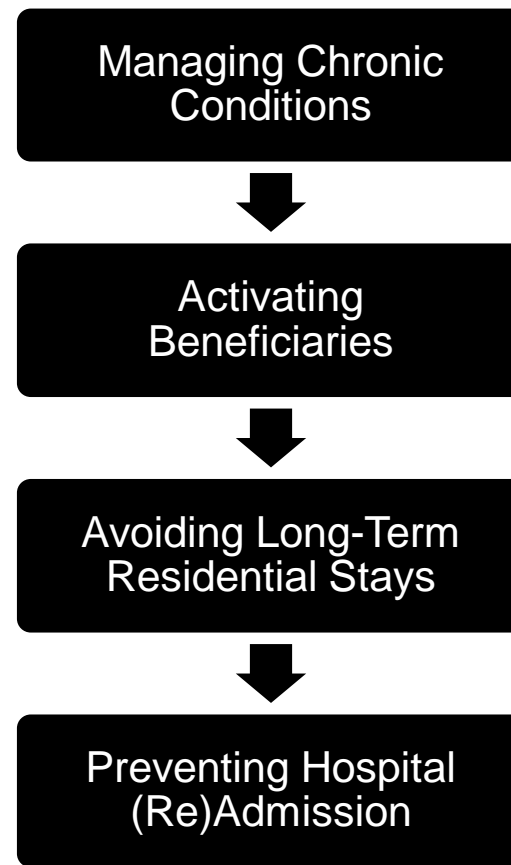 Managing Chronic
Conditions
Activating
Beneficiaries
Avoiding Long-Term
Residential Stays
Preventing Hospital
(Re)Admission